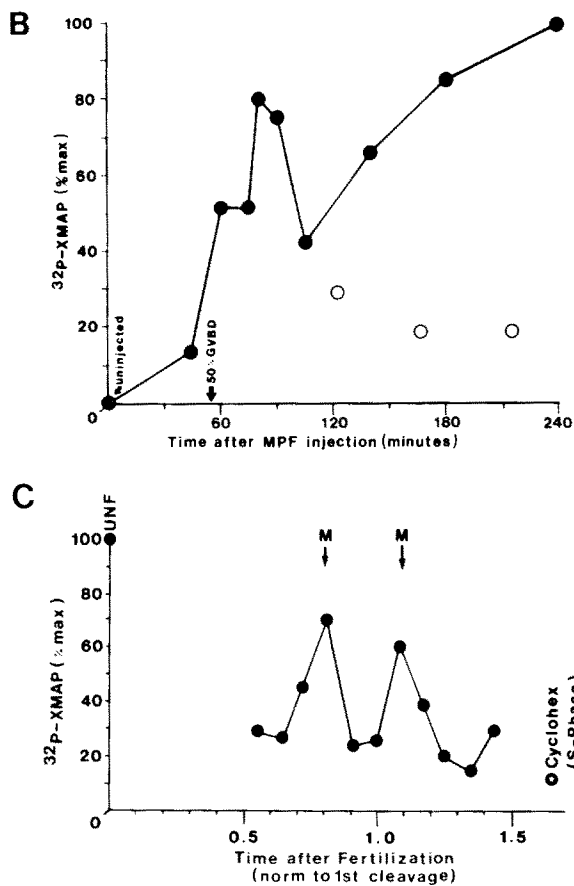 B
100
80
60
40
20
0
32P-XMAP (%max)
uninjected
50% GVBD
60
120
180
240
Time after MPF injection (minutes)
C
UNF
100
80
60
40
20
0
32P-XMAP (%max)
M
M
Cyclohex
(S-Phase)
0.5
1.0
1.5
Time after Fertilization
(norm to 1st cleavage)